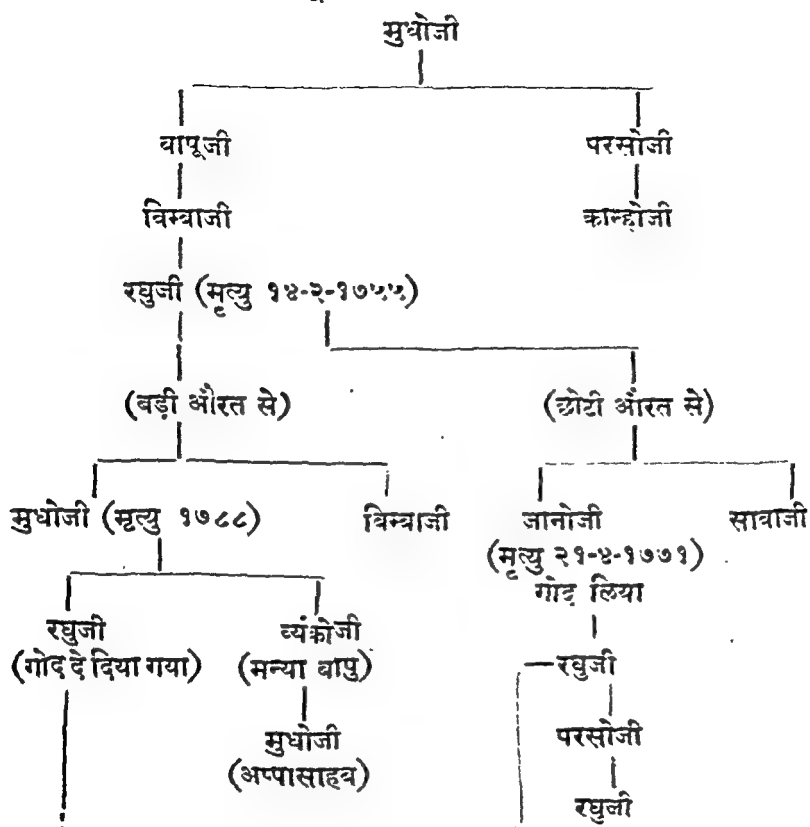 मुधोजी
बापूजी परसोजी
बिम्बाजी कान्होजी
रघुजी (मृत्यु १४-२-१७५५)
(बड़ी औरत से) (छोटी औरत से)
मुधोजी (मृत्यु १७८८) बिम्बाजी जानोजी साबाजी
(मृत्यु २१-४-१७७१)
गोद लिया
रघुजी व्यंकोजी
(गोद दे दिया गया) (मन्या बापु) रघुजी
मुधोजी परसोजी
(अप्पासाहब)
रघुजी